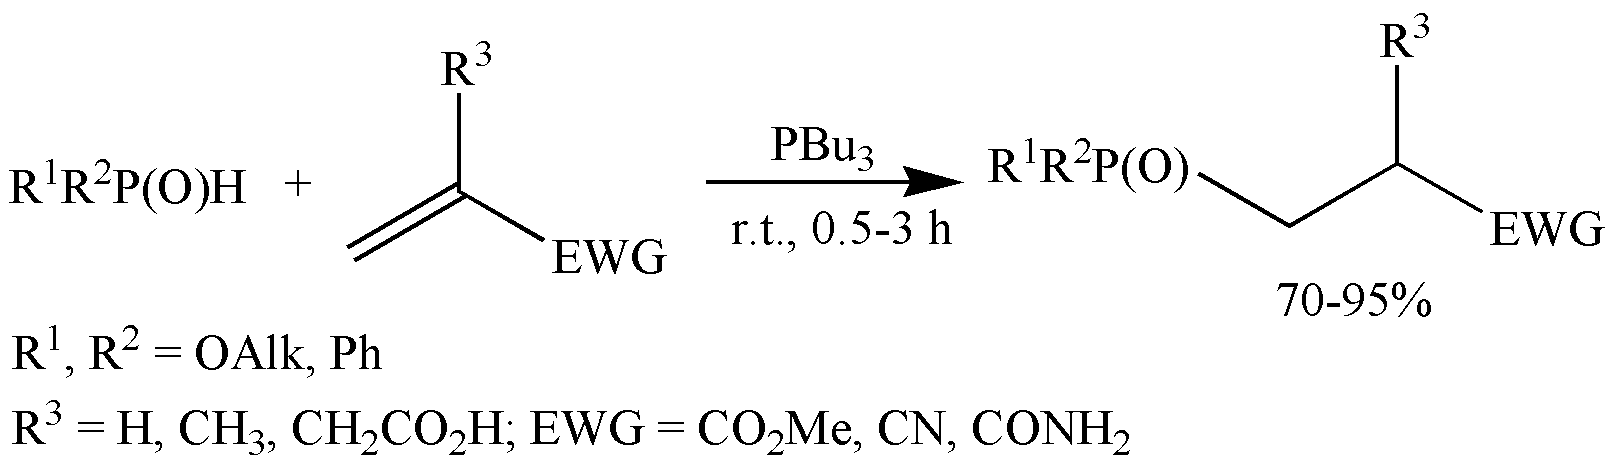 R³
R³
PBu₃
R¹R²P(O)H +
R¹R²P(O)
r.t., 0.5-3 h
EWG
EWG
70-95%
R¹, R² = OAlk, Ph
R³ = H, CH₃, CH₂CO₂H; EWG = CO₂Me, CN, CONH₂